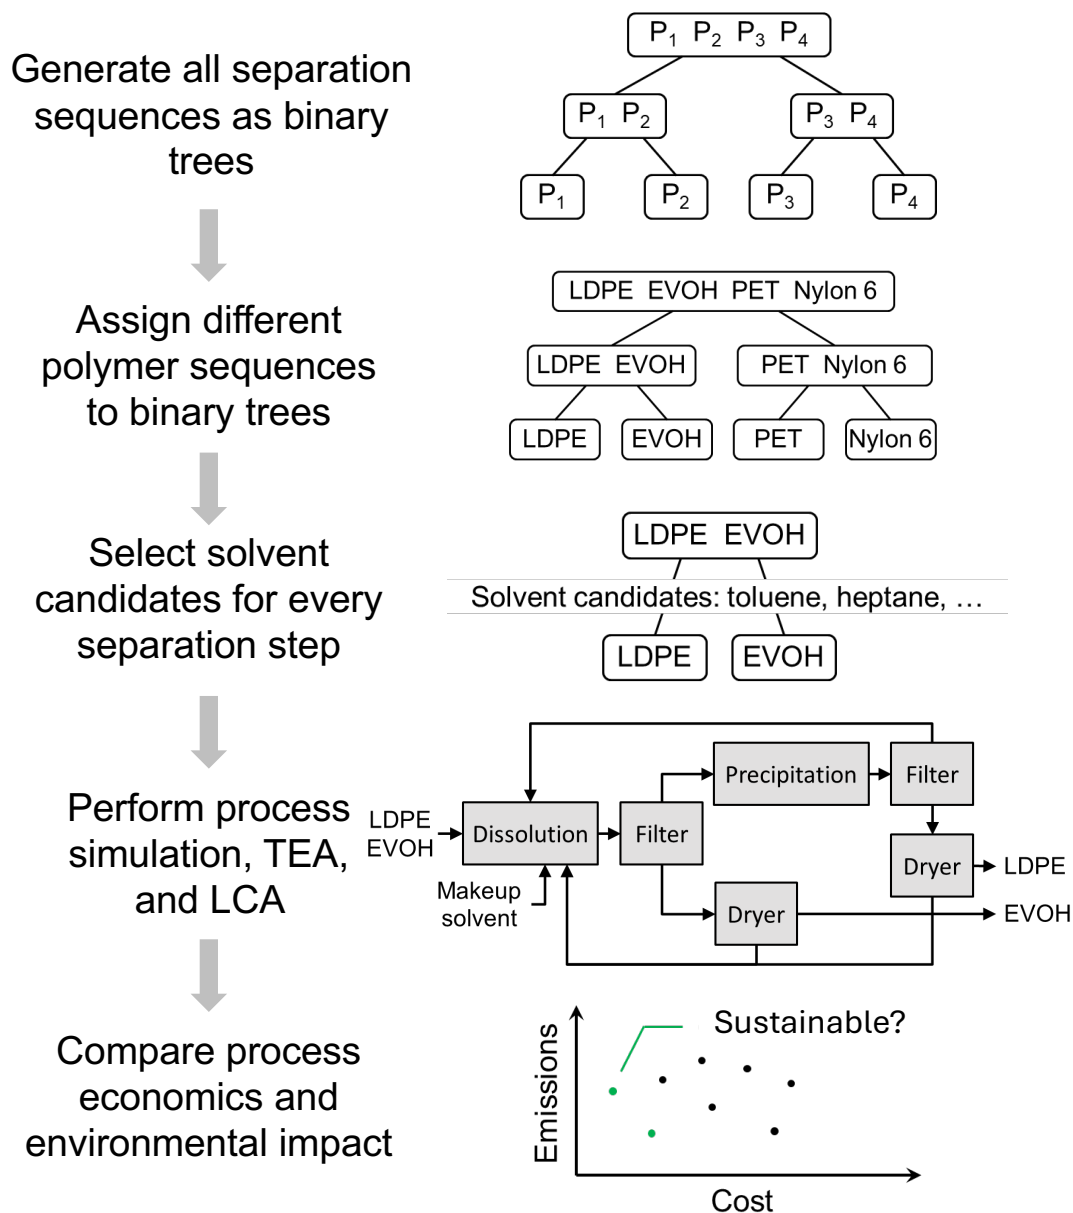 Generate all separation
sequences as binary
trees
P1 P2 P3 P4
P1 P2
P3 P4
P1
P2
P3
P4
Assign different
polymer sequences
to binary trees
LDPE EVOH PET Nylon 6
LDPE EVOH
PET Nylon 6
LDPE
EVOH
PET
Nylon 6
Select solvent
candidates for every
separation step
LDPE EVOH
Solvent candidates: toluene, heptane, …
LDPE
EVOH
Perform process
simulation, TEA,
and LCA
LDPE
EVOH
Dissolution
Filter
Precipitation
Filter
Dryer
LDPE
Makeup
solvent
Dryer
EVOH
Compare process
economics and
environmental impact
Sustainable?
Emissions
Cost